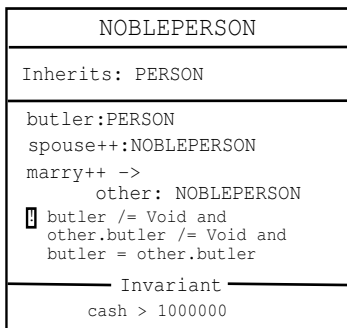 NOBLEPERSON
Inherits: PERSON
butler:PERSON
spouse++:NOBLEPERSON
marry++ ->
other: NOBLEPERSON
! butler /= Void and
other.butler /= Void and
butler = other.butler
Invariant
cash > 1000000